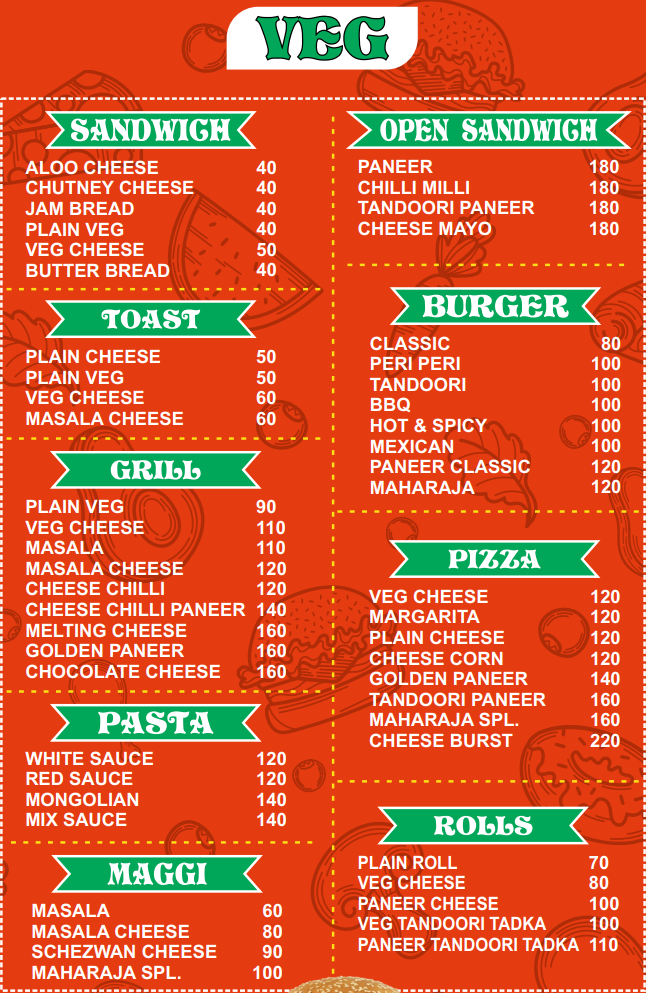 VEG
SANDWICH
ALOO CHEESE 40
CHUTNEY CHEESE 40
JAM BREAD 40
PLAIN VEG 40
VEG CHEESE 50
BUTTER BREAD 40
TOAST
PLAIN CHEESE 50
PLAIN VEG 50
VEG CHEESE 60
MASALA CHEESE 60
GRILL
PLAIN VEG 90
VEG CHEESE 110
MASALA 110
MASALA CHEESE 120
CHEESE CHILLI 120
CHEESE CHILLI PANEER 140
MELTING CHEESE 160
GOLDEN PANEER 160
CHOCOLATE CHEESE 160
PASTA
WHITE SAUCE 120
RED SAUCE 120
MONGOLIAN 140
MIX SAUCE 140
MAGGI
MASALA 60
MASALA CHEESE 80
SCHEZWAN CHEESE 90
MAHARAJA SPL. 100
OPEN SANDWICH
PANEER 180
CHILLI MILLI 180
TANDOORI PANEER 180
CHEESE MAYO 180
BURGER
CLASSIC 80
PERI PERI 100
TANDOORI 100
BBQ 100
HOT & SPICY 100
MEXICAN 100
PANEER CLASSIC 120
MAHARAJA 120
PIZZA
VEG CHEESE 120
MARGARITA 120
PLAIN CHEESE 120
CHEESE CORN 120
GOLDEN PANEER 140
TANDOORI PANEER 160
MAHARAJA SPL. 160
CHEESE BURST 220
ROLLS
PLAIN ROLL 70
VEG CHEESE 80
PANEER CHEESE 100
VEG TANDOORI TADKA 100
PANEER TANDOORI TADKA 110